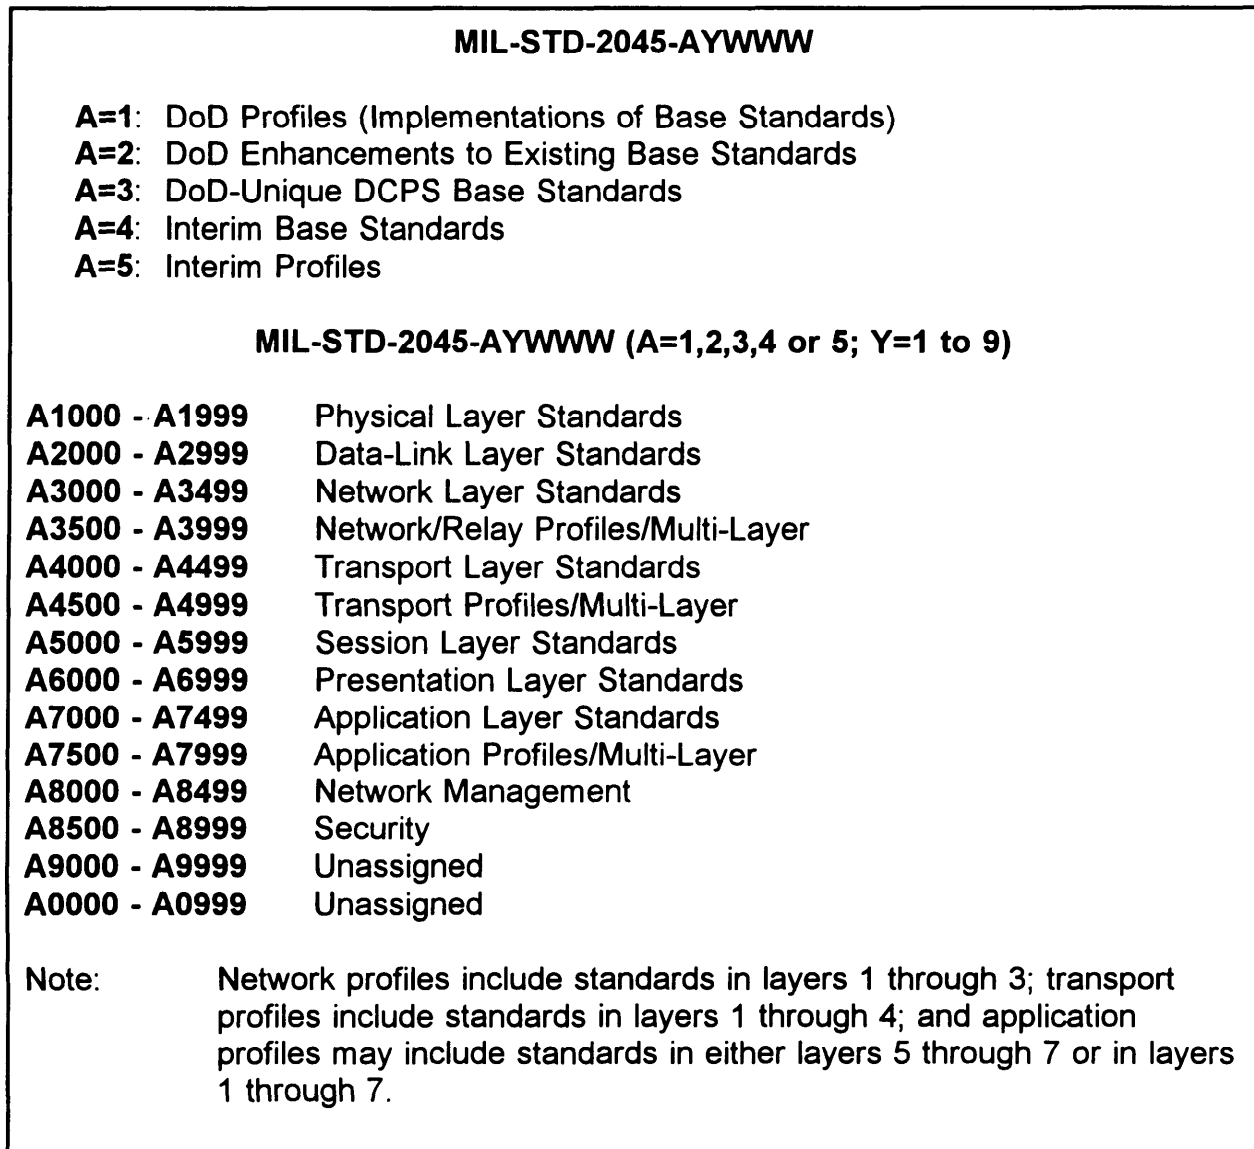 MIL-STD-2045-AYWWW
A=1: DoD Profiles (Implementations of Base Standards)
A=2: DoD Enhancements to Existing Base Standards
A=3: DoD-Unique DCPS Base Standards
A=4: Interim Base Standards
A=5: Interim Profiles
MIL-STD-2045-AYWWW (A=1,2,3,4 or 5; Y=1 to 9)
A1000 - A1999 Physical Layer Standards
A2000 - A2999 Data-Link Layer Standards
A3000 - A3499 Network Layer Standards
A3500 - A3999 Network/Relay Profiles/Multi-Layer
A4000 - A4499 Transport Layer Standards
A4500 - A4999 Transport Profiles/Multi-Layer
A5000 - A5999 Session Layer Standards
A6000 - A6999 Presentation Layer Standards
A7000 - A7499 Application Layer Standards
A7500 - A7999 Application Profiles/Multi-Layer
A8000 - A8499 Network Management
A8500 - A8999 Security
A9000 - A9999 Unassigned
A0000 - A0999 Unassigned
Note: Network profiles include standards in layers 1 through 3; transport
profiles include standards in layers 1 through 4; and application
profiles may include standards in either layers 5 through 7 or in layers
1 through 7.